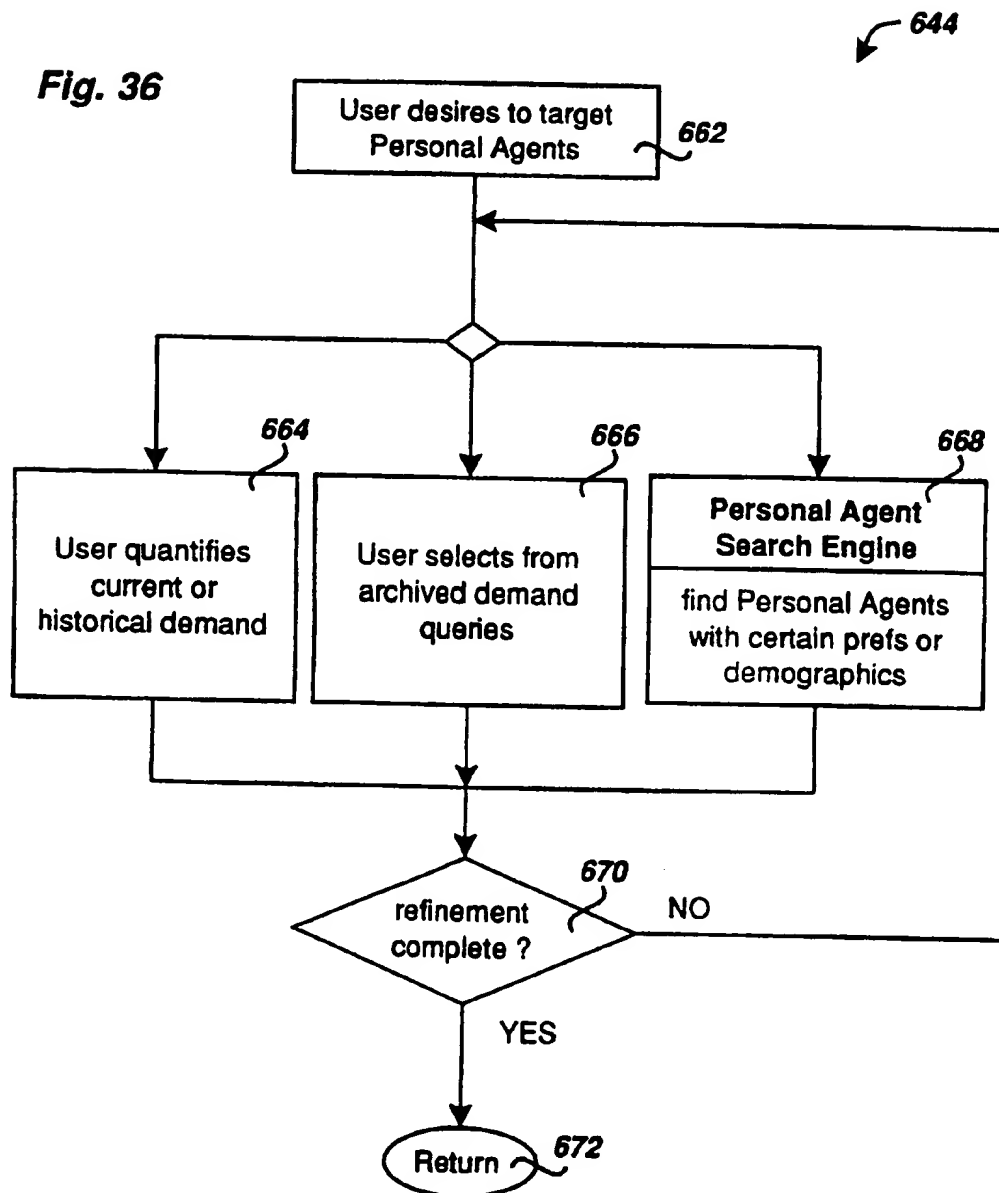 644
Fig. 36
User desires to target
Personal Agents
662
664
User quantifies
current or
historical demand
666
User selects from
archived demand
queries
668
Personal Agent
Search Engine
find Personal Agents
with certain prefs or
demographics
670
refinement
complete ?
NO
YES
Return
672